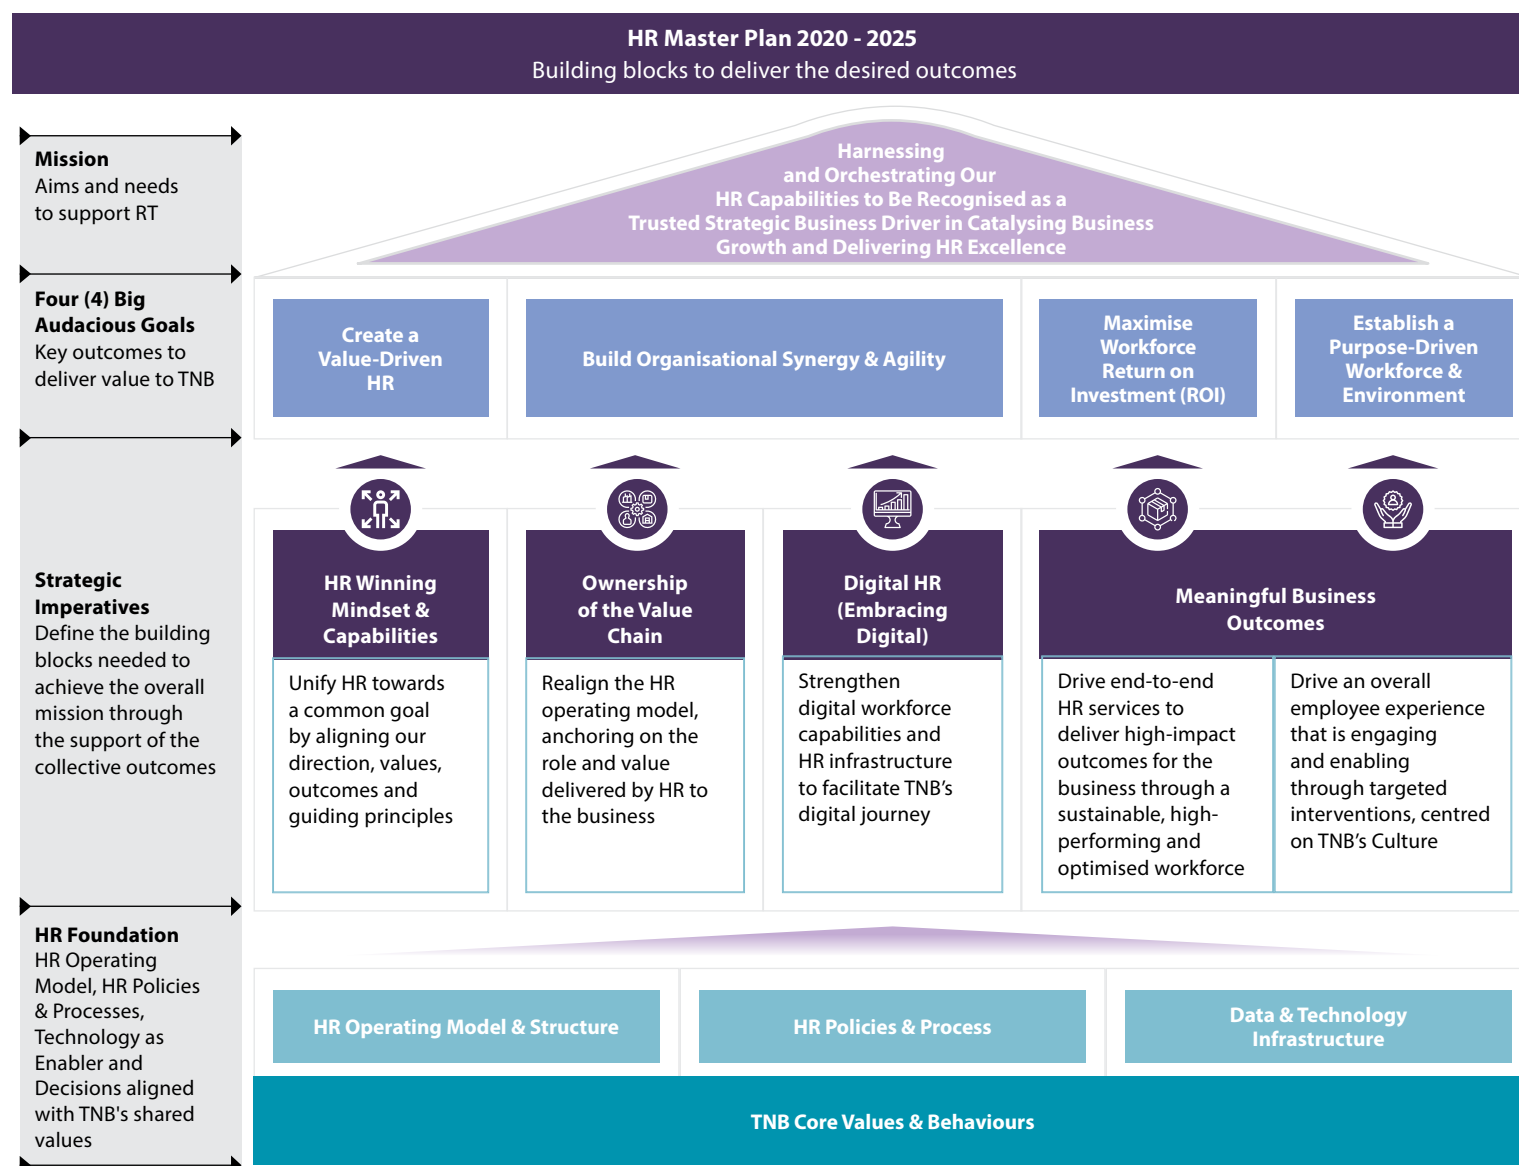 HR Master Plan 2020 - 2025
Building blocks to deliver the desired outcomes
Mission
Aims and needs
to support RT
Harnessing
and Orchestrating Our
HR Capabilities to Be Recognised as a
Trusted Strategic Business Driver in Catalysing Business
Growth and Delivering HR Excellence
Four (4) Big
Audacious Goals
Key outcomes to
deliver value to TNB
Create a
Value-Driven
HR
Build Organisational Synergy & Agility
Maximise
Workforce
Return on
Investment (ROI)
Establish a
Purpose-Driven
Workforce &
Environment
Strategic
Imperatives
Define the building
blocks needed to
achieve the overall
mission through
the support of the
collective outcomes
HR Winning
Mindset &
Capabilities
Unify HR towards
a common goal
by aligning our
direction, values,
outcomes and
guiding principles
Ownership
of the Value
Chain
Realign the HR
operating model,
anchoring on the
role and value
delivered by HR to
the business
Digital HR
(Embracing
Digital)
Strengthen
digital workforce
capabilities and
HR infrastructure
to facilitate TNB’s
digital journey
Meaningful Business
Outcomes
Drive end-to-end
HR services to
deliver high-impact
outcomes for the
business through a
sustainable, high-
performing and
optimised workforce
Drive an overall
employee experience
that is engaging
and enabling
through targeted
interventions, centred
on TNB’s Culture
HR Foundation
HR Operating
Model, HR Policies
& Processes,
Technology as
Enabler and
Decisions aligned
with TNB's shared
values
HR Operating Model & Structure
HR Policies & Process
Data & Technology
Infrastructure
TNB Core Values & Behaviours